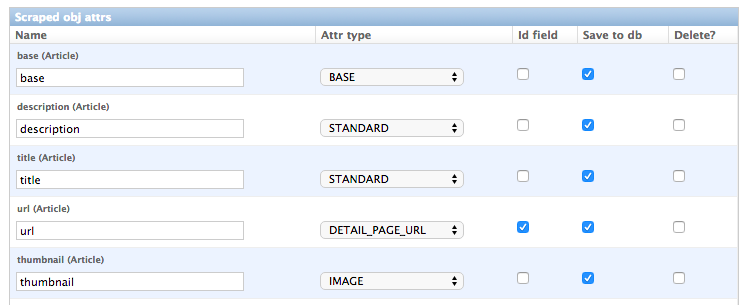 Scraped obj attrs
Name Attr type Id field Save to db Delete?
base (Article)
base BASE
description (Article)
description STANDARD
title (Article)
title STANDARD
url (Article)
url DETAIL_PAGE_URL
thumbnail (Article)
thumbnail IMAGE